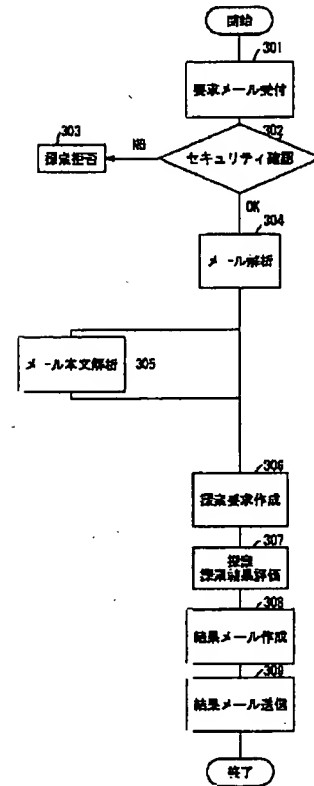 開始
301
要求メール受付
302
セキュリティ確認
303
NG
探索拒否
OK
304
メール解析
メール本文解析
305
306
探索要求作成
307
探索
探索結果評価
308
結果メール作成
309
結果メール送信
終了